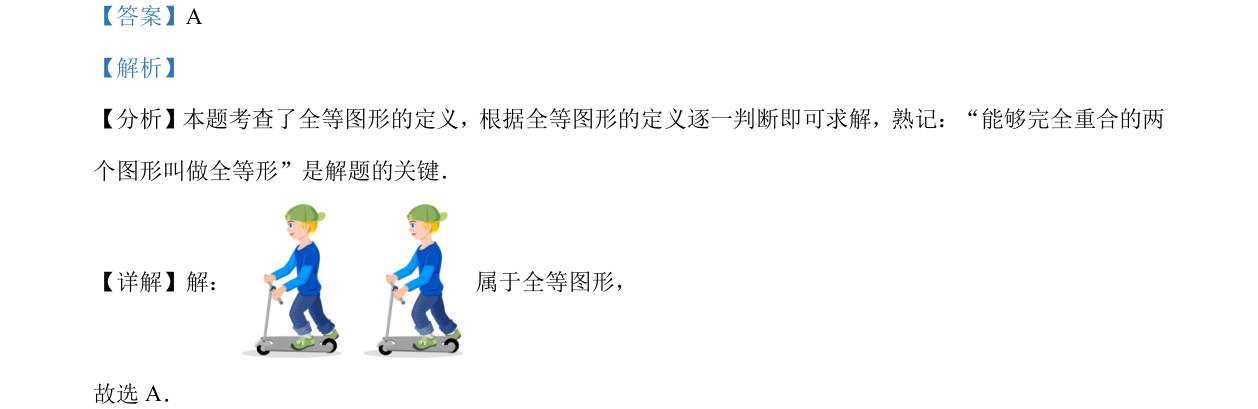 【答案】A
【解析】
【分析】本题考查了全等图形的定义，根据全等图形的定义逐一判断即可求解，熟记：“能够完全重合的两
个图形叫做全等形”是解题的关键．
【详解】解： 属于全等图形，
故选 A．